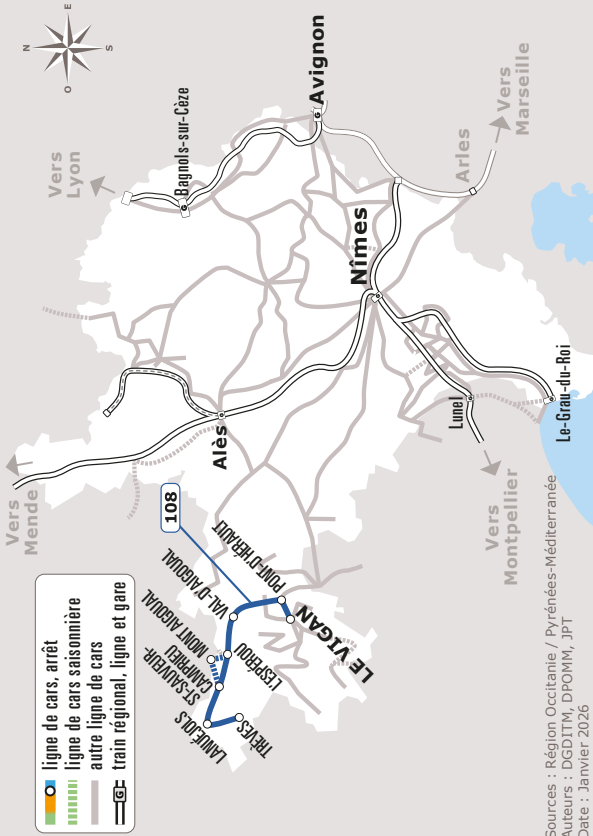 N
E
S
O
Vers
Lyon
Bagnols-sur-Cèze
Avignon
Vers
Marseille
Arles
Nîmes
Vers
Mende
Alès
Lunel
Le-Grau-du-Roi
Vers
Montpellier
108
PONT-D'HÉRAULT
VAL-D'AIGOUAL
MONT AIGOUAL
ST-SAUVEUR-
CAMPRIEU
L'ESPÉROU
LE VIGAN
LANUÉJOLS
TRÈVES
ligne de cars, arrêt
ligne de cars saisonnière
autre ligne de cars
G train régional, ligne et gare
G
G
Sources : Région Occitanie / Pyrénées-Méditerranée
Auteurs : DGDITM, DPOMM, JPT
Date : Janvier 2026